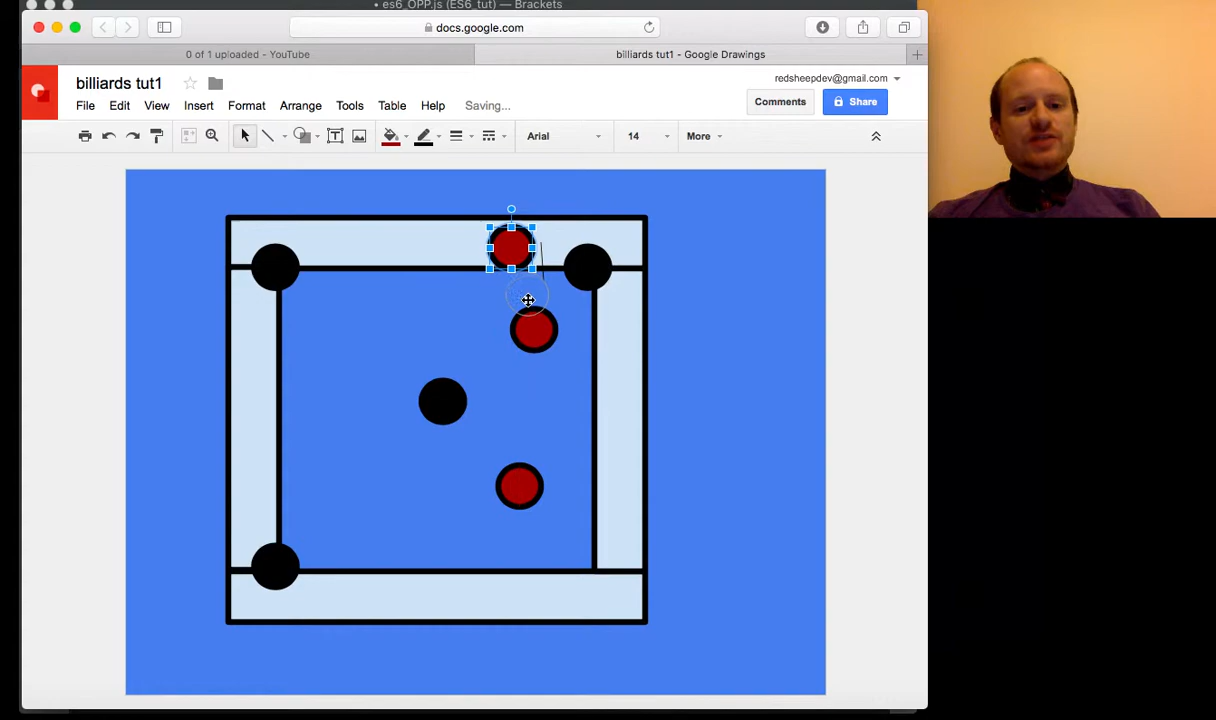 • es6_OPP.js (ES6_tut) — Brackets
docs.google.com
0 of 1 uploaded - YouTube
billiards tut1 - Google Drawings
billiards tut1
redsheepdev@gmail.com
File Edit View Insert Format Arrange Tools Table Help Saving...
Comments
Share
Arial 14 More